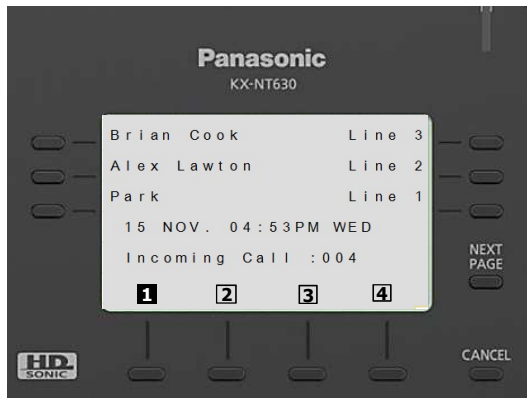 Panasonic
KX-NT630
Brian Cook Line 3
Alex Lawton Line 2
Park Line 1
15 NOV. 04:53PM WED
Incoming Call :004
1 2 3 4
NEXT
PAGE
HD
SONIC
CANCEL